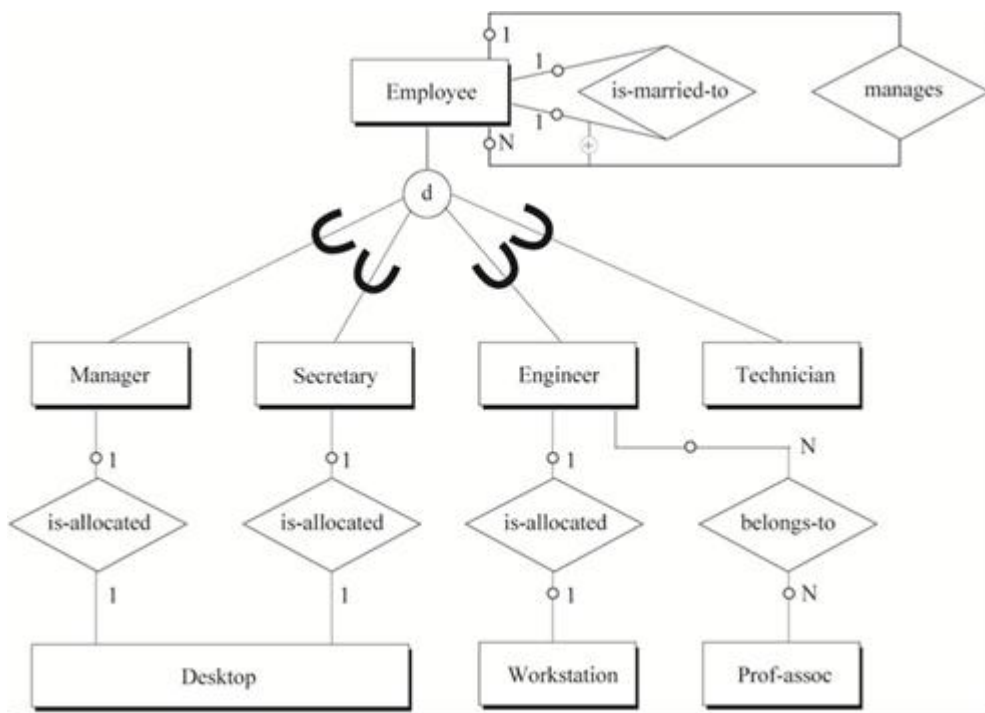 1
1
Employee
is-married-to
manages
1
N
+
d
Manager
Secretary
Engineer
Technician
1
1
1
N
is-allocated
is-allocated
is-allocated
belongs-to
1
1
1
N
Desktop
Workstation
Prof-assoc